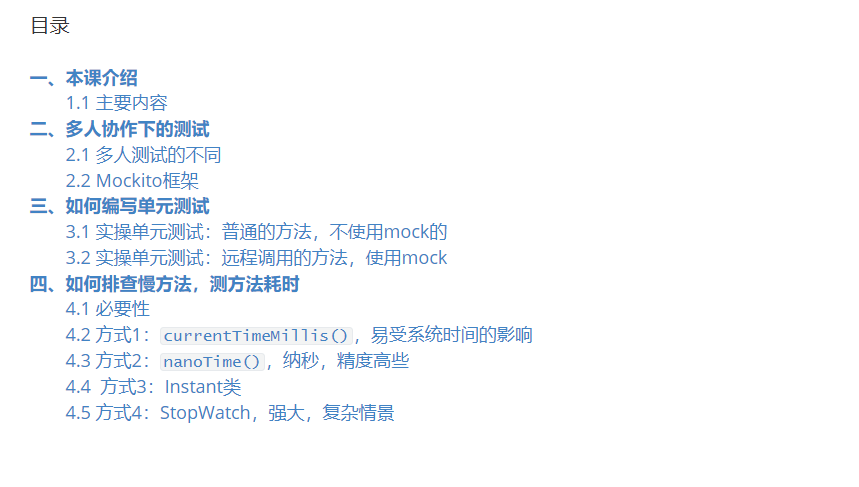 目录
一、本课介绍
1.1 主要内容
二、多人协作下的测试
2.1 多人测试的不同
2.2 Mockito框架
三、如何编写单元测试
3.1 实操单元测试：普通的方法，不使用mock的
3.2 实操单元测试：远程调用的方法，使用mock
四、如何排查慢方法，测方法耗时
4.1 必要性
4.2 方式1：currentTimeMillis()，易受系统时间的影响
4.3 方式2：nanoTime()，纳秒，精度高些
4.4 方式3：Instant类
4.5 方式4：StopWatch，强大，复杂情景